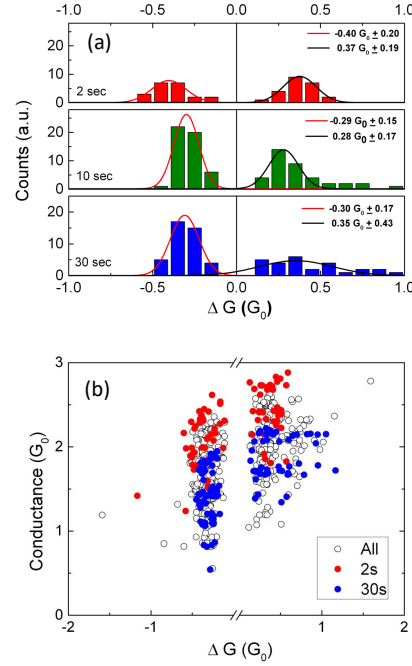 -1.0 -0.5 0.0 0.5 1.0
(a)
-0.40 G0 ± 0.20
0.37 G0 ± 0.19
20
10
0
2 sec
-0.29 G0 ± 0.15
0.28 G0 ± 0.17
20
10
0
10 sec
-0.30 G0 ± 0.17
0.35 G0 ± 0.43
20
10
0
30 sec
Counts (a.u.)
-1.0 -0.5 0.0 0.5 1.0
Δ G (G0)
(b)
3
2
1
0
Conductance (G0)
All
2s
30s
-2 -1 1 2
Δ G (G0)